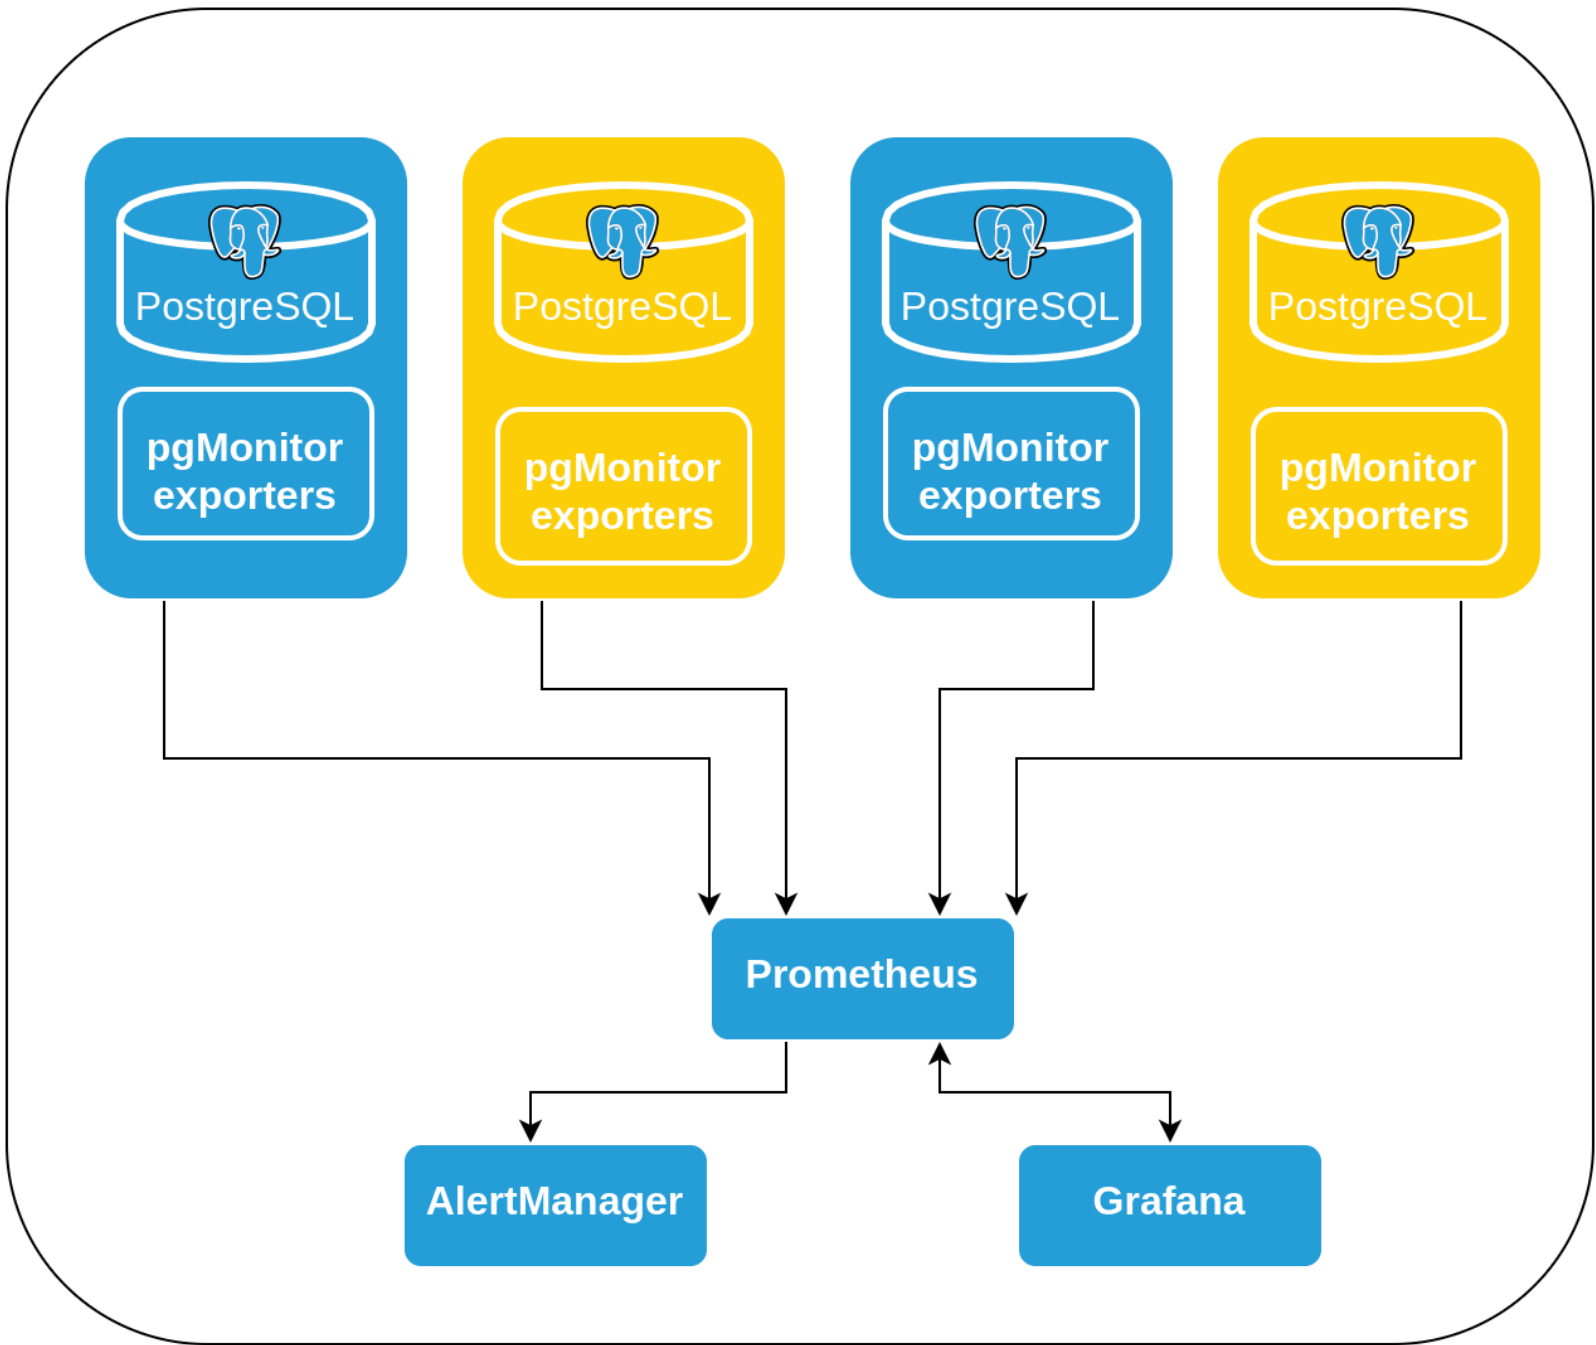 PostgreSQL
PostgreSQL
PostgreSQL
PostgreSQL
pgMonitor
exporters
pgMonitor
exporters
pgMonitor
exporters
pgMonitor
exporters
Prometheus
AlertManager
Grafana